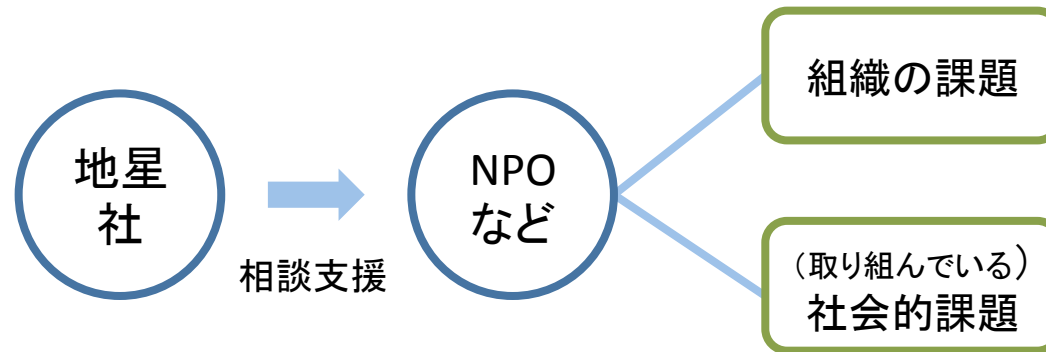 地星
社
相談支援
NPO
など
組織の課題
（取り組んでいる）
社会的課題